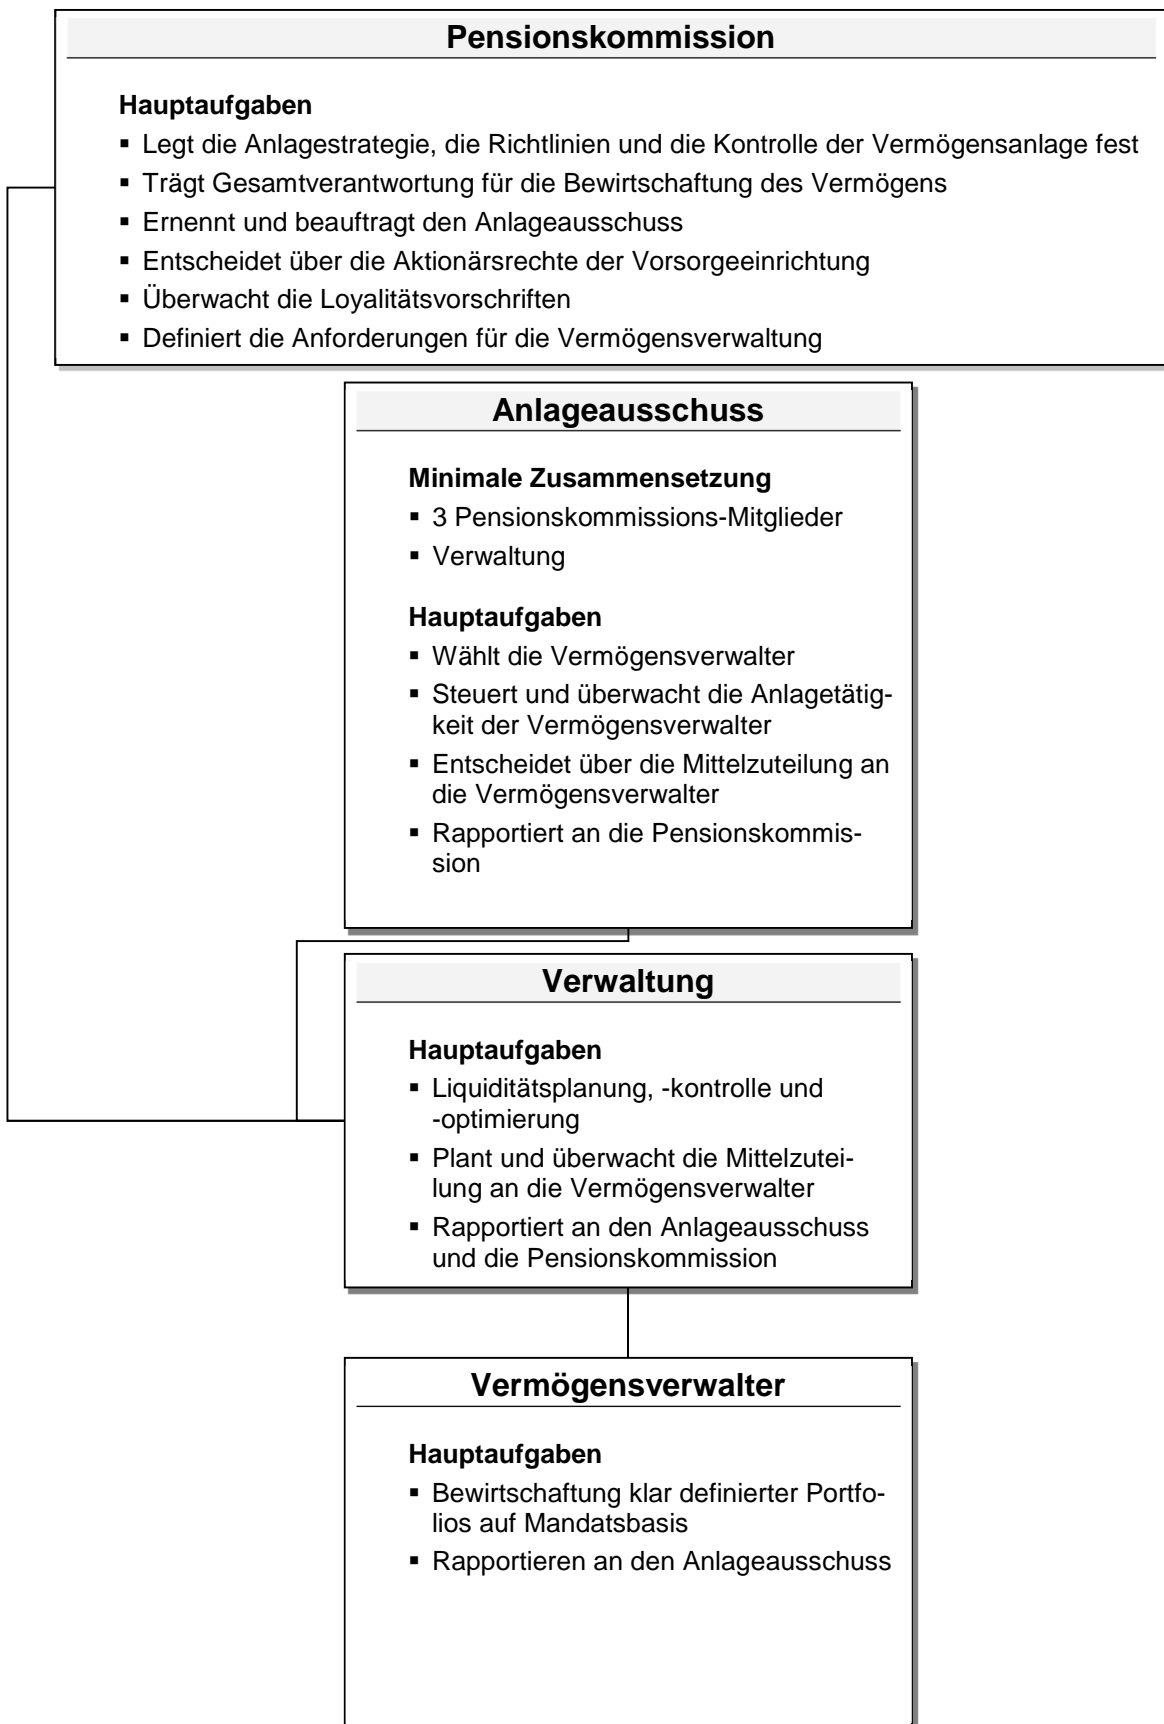 Pensionskommission
Hauptaufgaben
▪ Legt die Anlagestrategie, die Richtlinien und die Kontrolle der Vermögensanlage fest
▪ Trägt Gesamtverantwortung für die Bewirtschaftung des Vermögens
▪ Ernennt und beauftragt den Anlageausschuss
▪ Entscheidet über die Aktionärsrechte der Vorsorgeeinrichtung
▪ Überwacht die Loyalitätsvorschriften
▪ Definiert die Anforderungen für die Vermögensverwaltung
Anlageausschuss
Minimale Zusammensetzung
▪ 3 Pensionskommissions-Mitglieder
▪ Verwaltung
Hauptaufgaben
▪ Wählt die Vermögensverwalter
▪ Steuert und überwacht die Anlagetätig-
keit der Vermögensverwalter
▪ Entscheidet über die Mittelzuteilung an
die Vermögensverwalter
▪ Rapportiert an die Pensionskommis-
sion
Verwaltung
Hauptaufgaben
▪ Liquiditätsplanung, -kontrolle und
-optimierung
▪ Plant und überwacht die Mittelzutei-
lung an die Vermögensverwalter
▪ Rapportiert an den Anlageausschuss
und die Pensionskommission
Vermögensverwalter
Hauptaufgaben
▪ Bewirtschaftung klar definierter Portfo-
lios auf Mandatsbasis
▪ Rapportieren an den Anlageausschuss